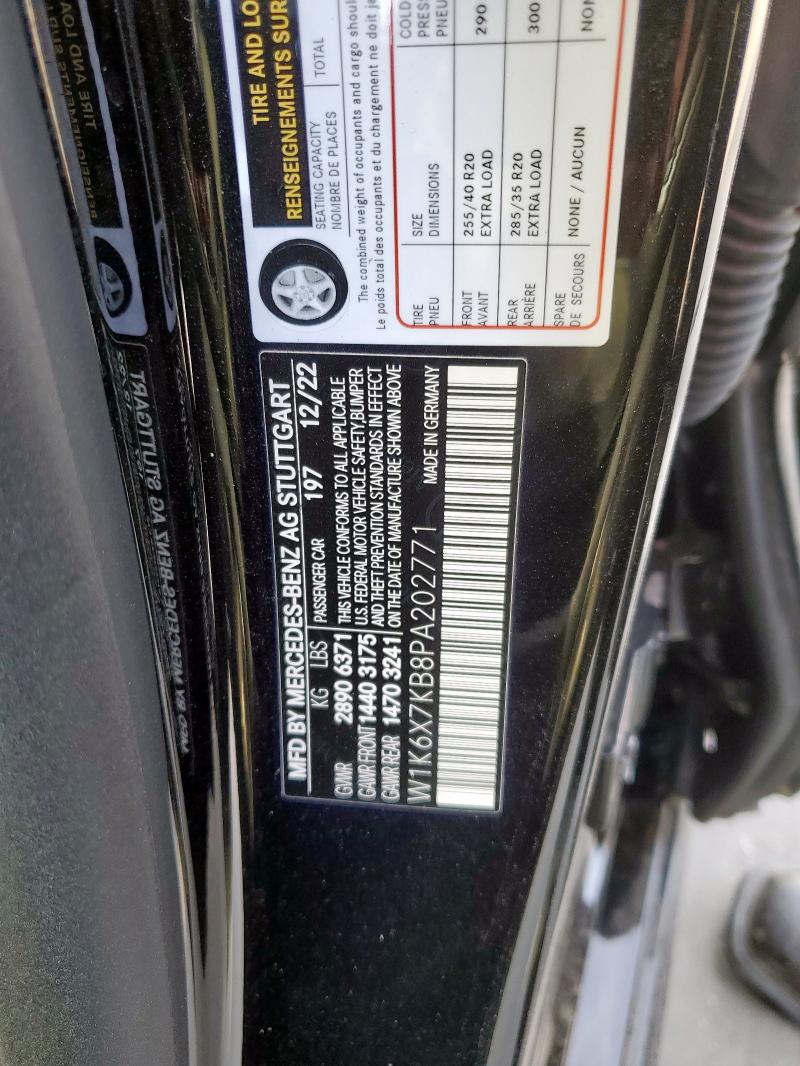 TIRE AND LO
RENSEIGNEMENTS SUR
SEATING CAPACITY
NOMBRE DE PLACES
TOTAL
The combined weight of occupants and cargo shou
Le poids total des occupants et du chargement ne doit ja
TIRE
PNEU
SIZE
DIMENSIONS
COLD
PRES
PNEU
FRONT
AVANT
255/40 R20
EXTRA LOAD
290
REAR
ARRIÈRE
285/35 R20
EXTRA LOAD
300
SPARE
DE SECOURS
NONE / AUCUN
NON
MFD BY MERCEDES-BENZ AG STUTTGART
KG LBS PASSENGER CAR 197 12/22
GVWR 2890 6371 THIS VEHICLE CONFORMS TO ALL APPLICABLE
GAWR FRONT 1440 3175 U.S. FEDERAL MOTOR VEHICLE SAFETY, BUMPER
AND THEFT PREVENTION STANDARDS IN EFFECT
GAWR REAR 1470 3241 ON THE DATE OF MANUFACTURE SHOWN ABOVE
W1K6X7KB8PA202771 MADE IN GERMANY